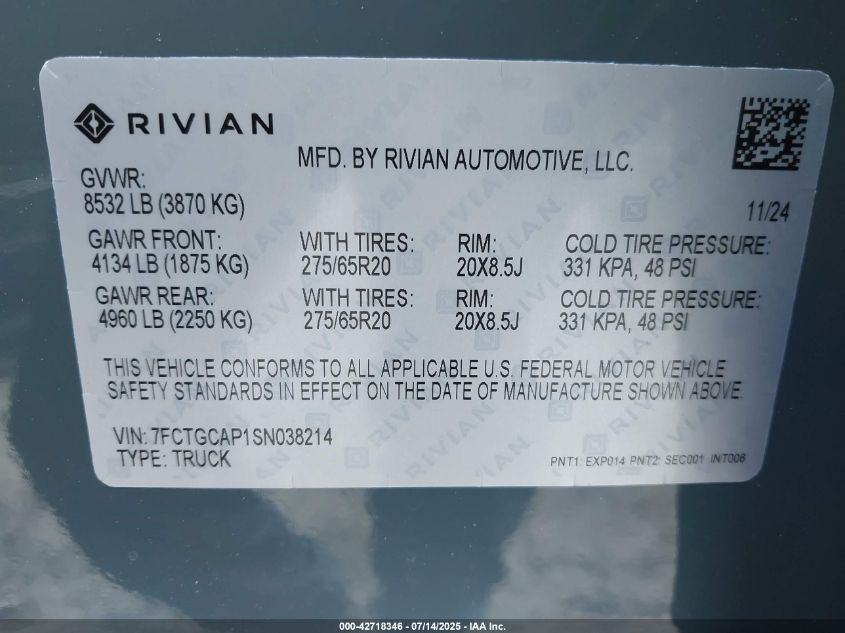 RIVIAN
MFD. BY RIVIAN AUTOMOTIVE, LLC.
GVWR:
8532 LB (3870 KG)
11/24
GAWR FRONT: WITH TIRES: RIM: COLD TIRE PRESSURE:
4134 LB (1875 KG) 275/65R20 20X8.5J 331 KPA, 48 PSI
GAWR REAR: WITH TIRES: RIM: COLD TIRE PRESSURE:
4960 LB (2250 KG) 275/65R20 20X8.5J 331 KPA, 48 PSI
THIS VEHICLE CONFORMS TO ALL APPLICABLE U.S. FEDERAL MOTOR VEHICLE
SAFETY STANDARDS IN EFFECT ON THE DATE OF MANUFACTURE SHOWN ABOVE.
VIN: 7FCTGCAP1SN038214
TYPE: TRUCK
PNT1: EXP014 PNT2: SEC001 INT006
000-42718346 - 07/14/2025 - IAA Inc.